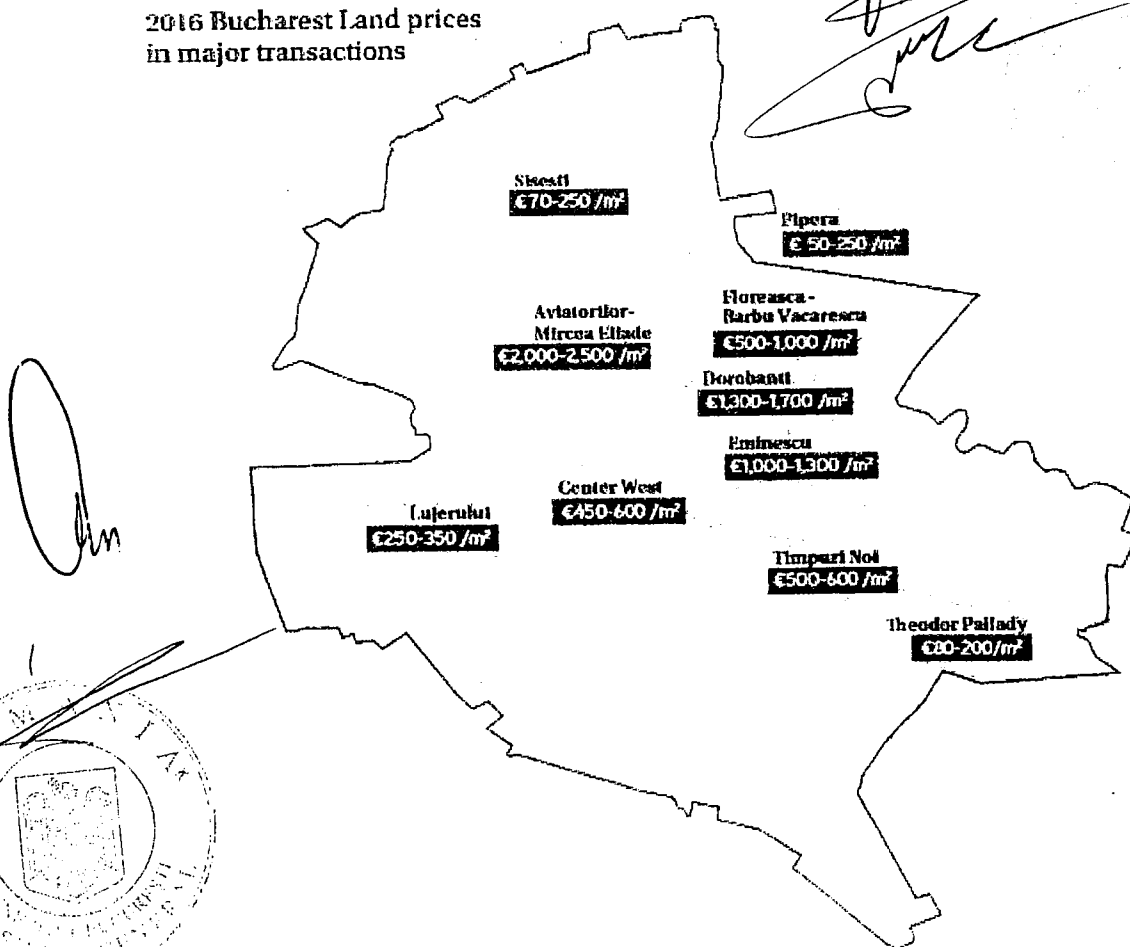 2016 Bucharest Land prices
in major transactions
Sisesti
€70-250 /m²
Pipera
€ 50-250 /m²
Floreasca -
Barbu Vacarescu
€500-1,000 /m²
Aviatorilor-
Mircea Eliade
€2,000-2,500 /m²
Dorobanti
€1,300-1,700 /m²
Eminescu
€1,000-1,300 /m²
Center West
€450-600 /m²
Lujerului
€250-350 /m²
Timpuri Noi
€500-600 /m²
Theodor Pallady
€80-200/m²